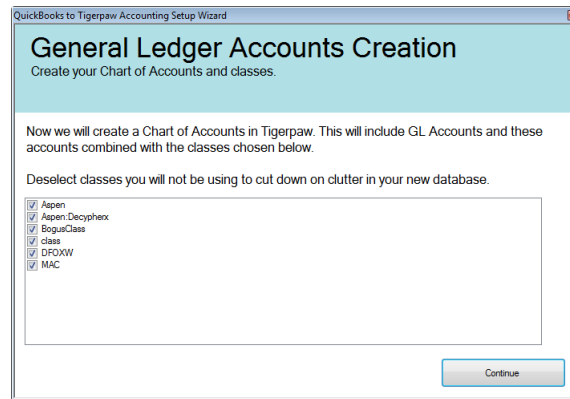 QuickBooks to Tigerpaw Accounting Setup Wizard
General Ledger Accounts Creation
Create your Chart of Accounts and classes.
Now we will create a Chart of Accounts in Tigerpaw. This will include GL Accounts and these
accounts combined with the classes chosen below.
Deselect classes you will not be using to cut down on clutter in your new database.
Aspen
Aspen:Decypherx
BogusClass
class
DFOXW
MAC
Continue